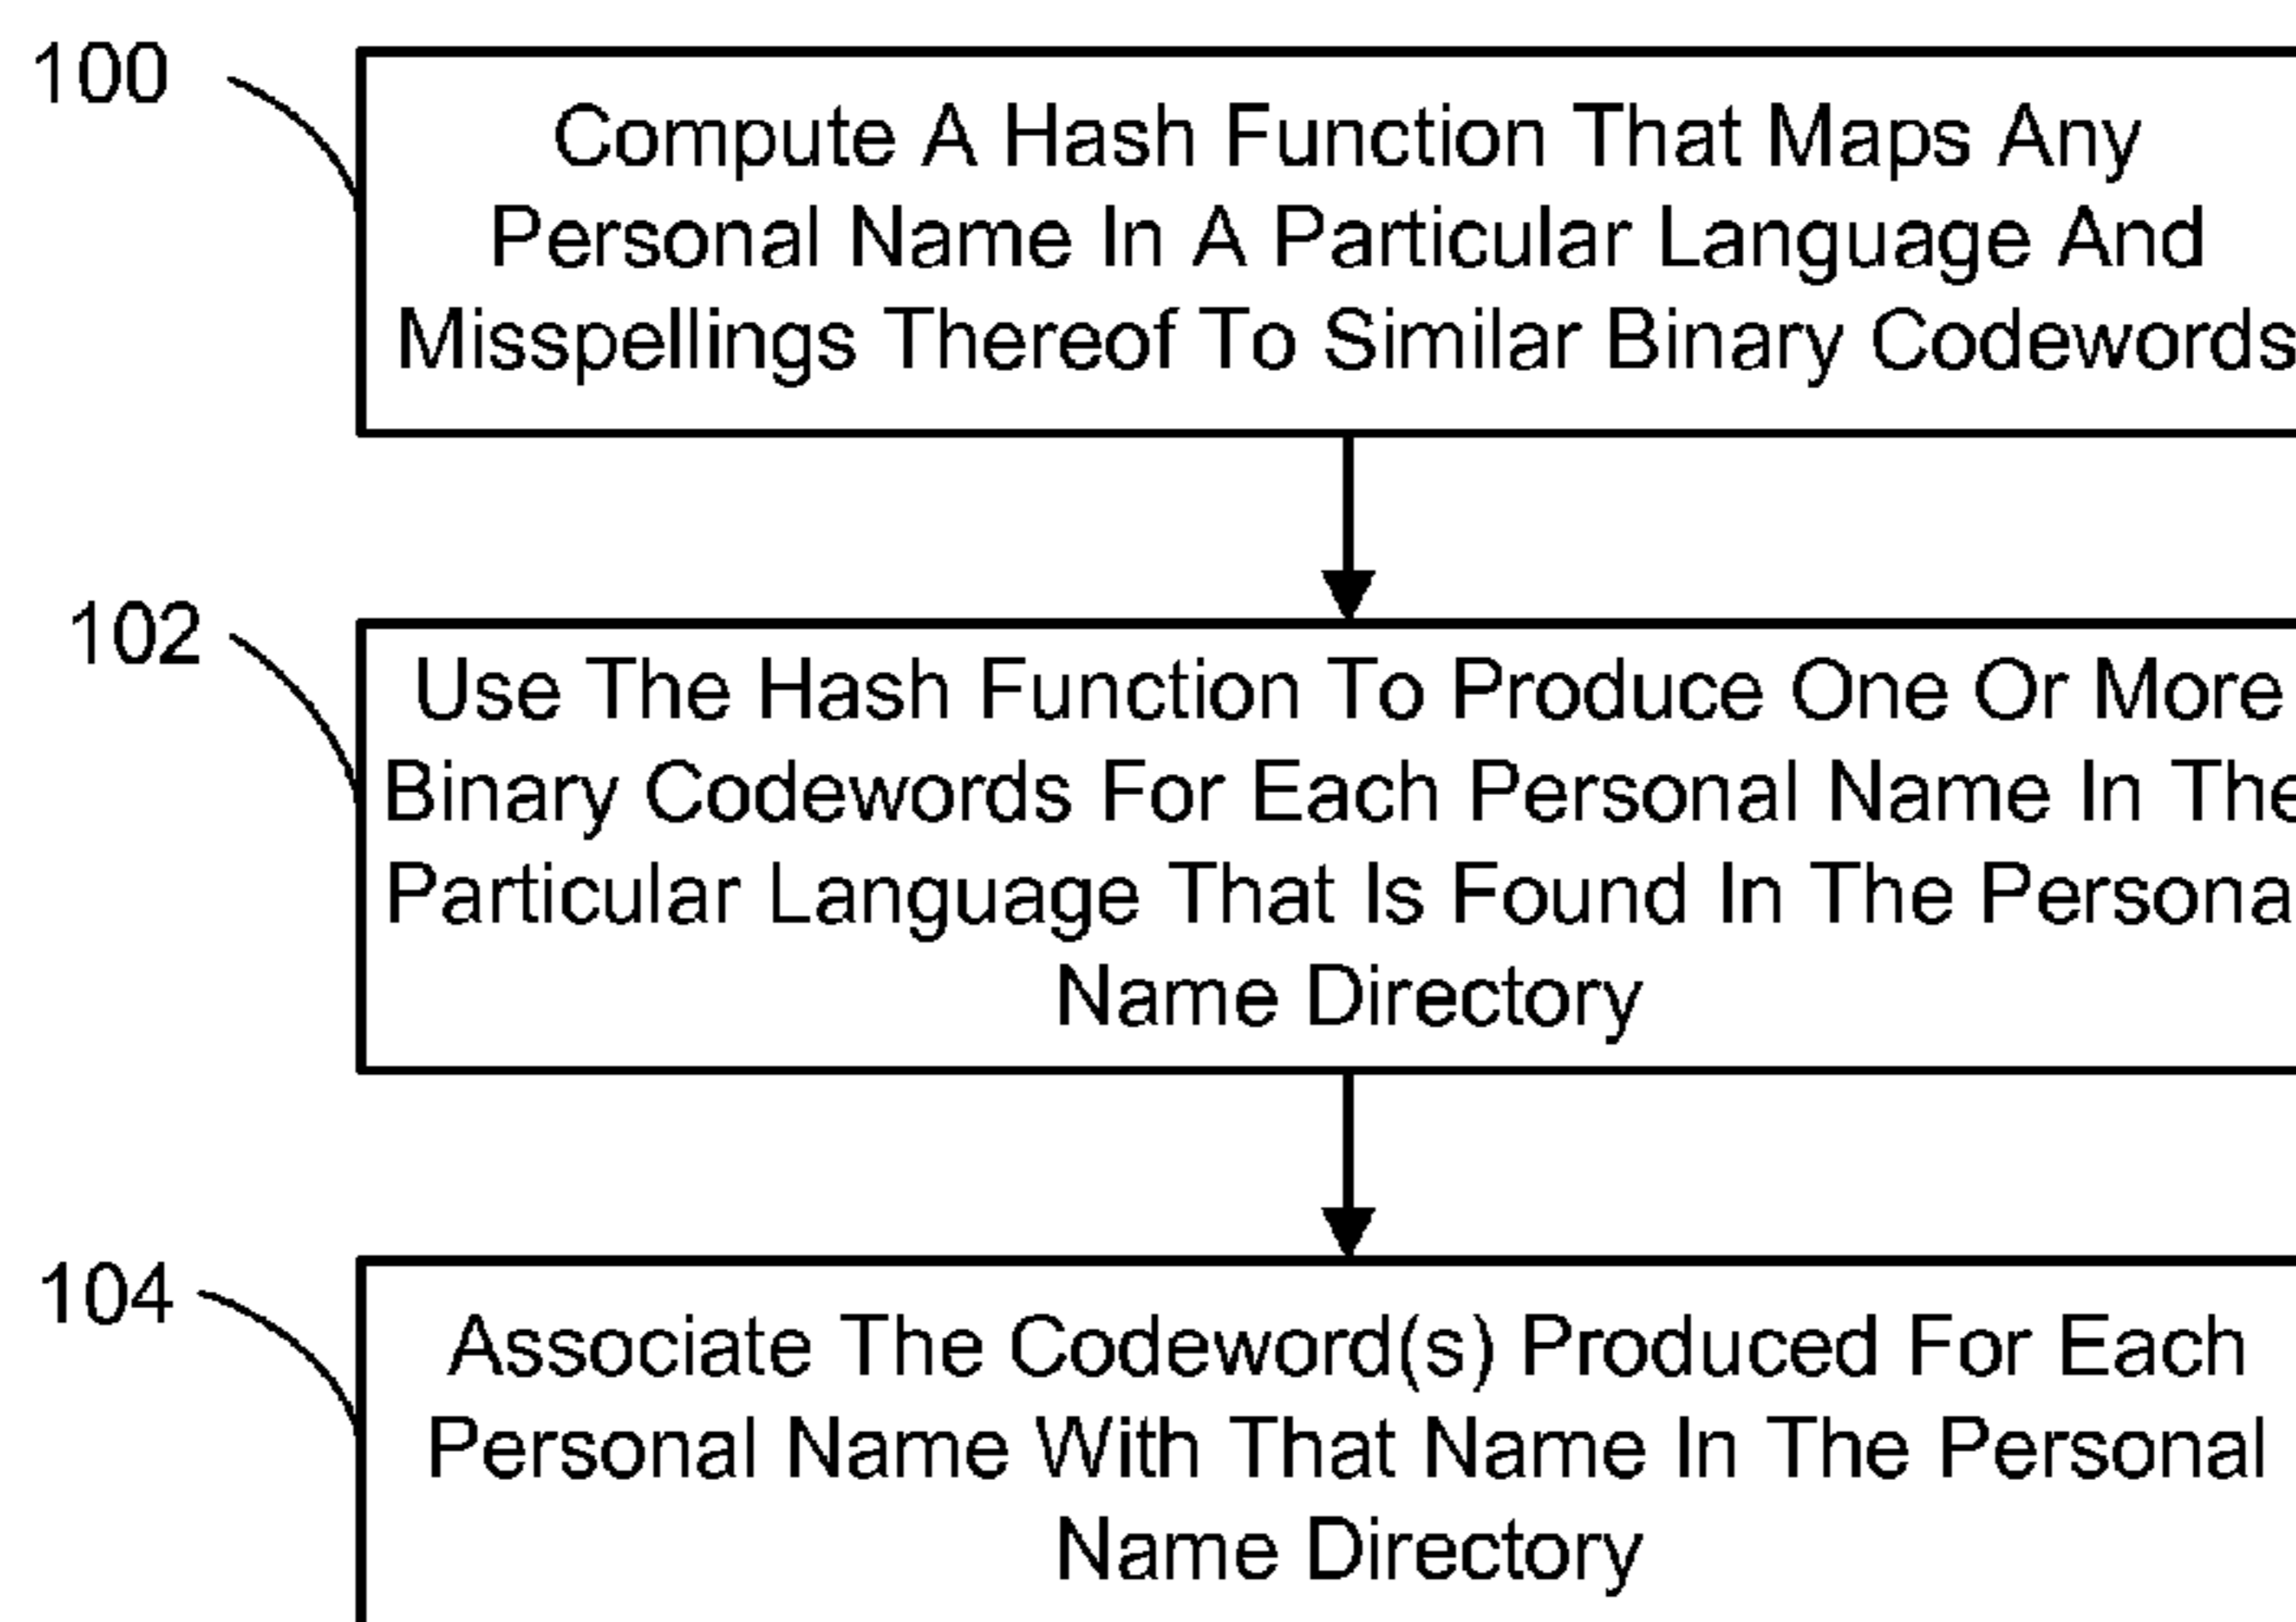 100
Compute A Hash Function That Maps Any
Personal Name In A Particular Language And
Misspellings Thereof To Similar Binary Codewords
102
Use The Hash Function To Produce One Or More
Binary Codewords For Each Personal Name In The
Particular Language That Is Found In The Personal
Name Directory
104
Associate The Codeword(s) Produced For Each
Personal Name With That Name In The Personal
Name Directory